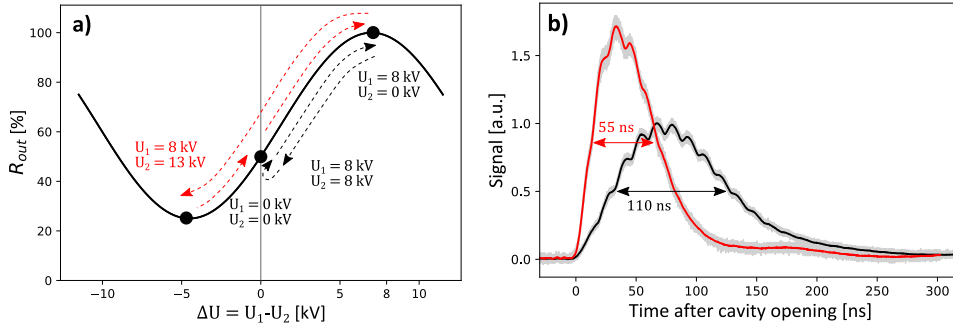 a)
R_out [%]
100
80
60
40
20
0
U₁ = 8 kV
U₂ = 0 kV
U₁ = 8 kV
U₂ = 13 kV
U₁ = 8 kV
U₂ = 8 kV
U₁ = 0 kV
U₂ = 0 kV
−10
−5
0
5
10
ΔU = U₁-U₂ [kV]
b)
Signal [a.u.]
1.5
1.0
0.5
0.0
55 ns
110 ns
0
50
100
150
200
250
300
Time after cavity opening [ns]